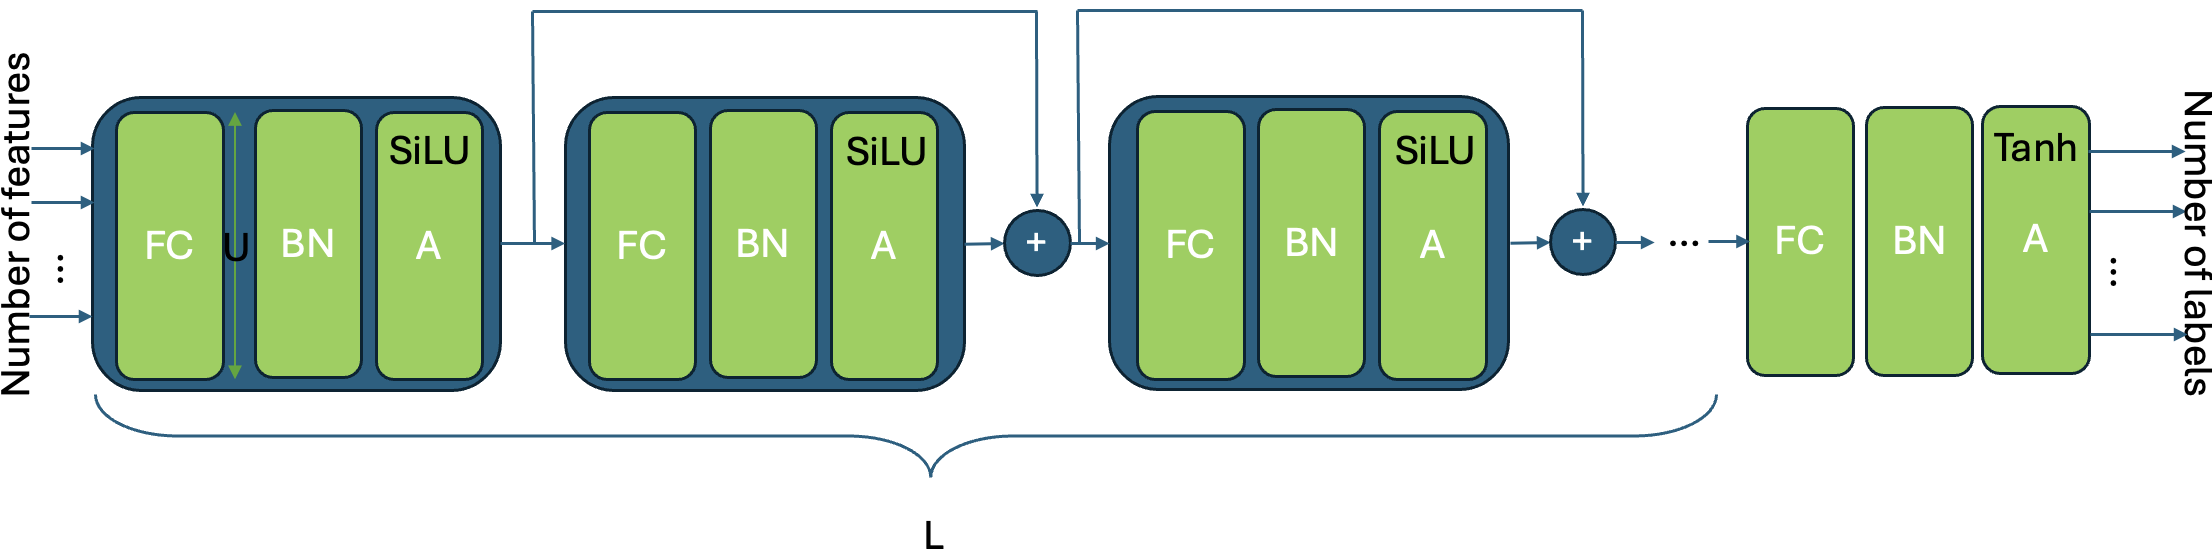 Number of features
...
FC
U
BN
SiLU
A
FC
BN
SiLU
A
+
FC
BN
SiLU
A
+
...
FC
BN
Tanh
A
...
Number of labels
L